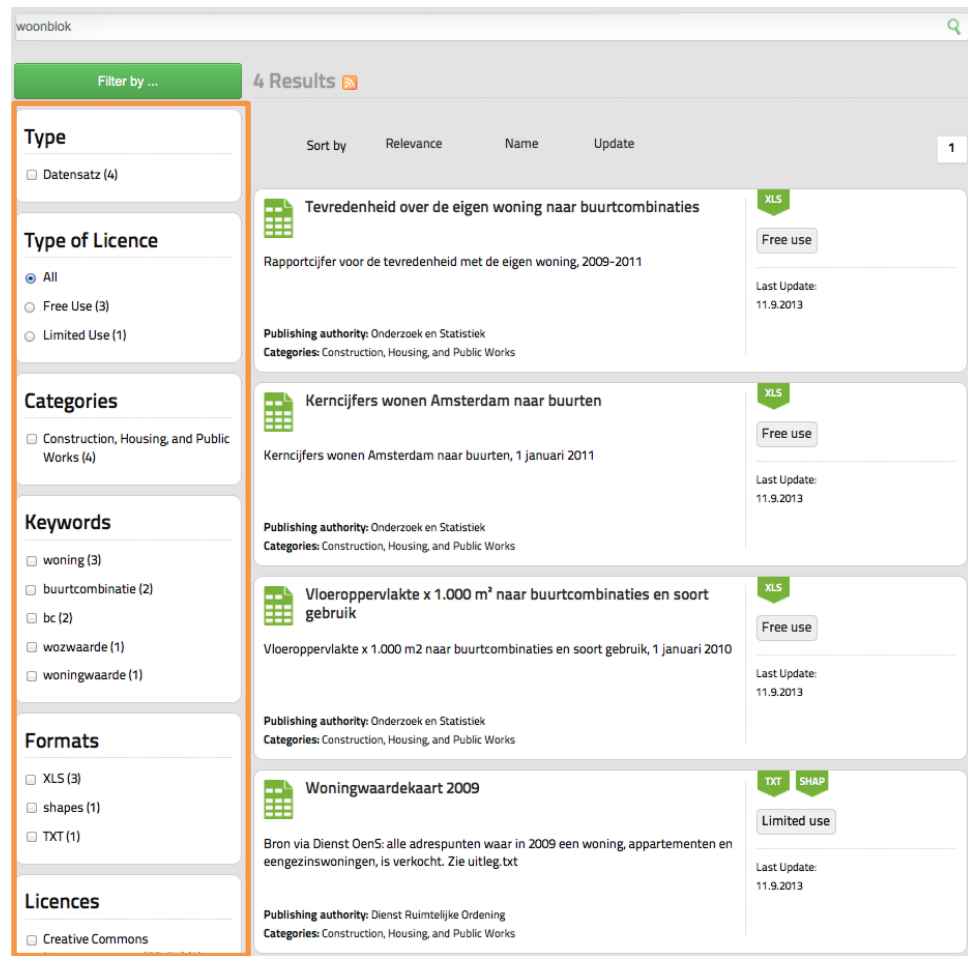 woonblok
Filter by ...
4 Results
Type
Datensatz (4)
Type of Licence
All
Free Use (3)
Limited Use (1)
Categories
Construction, Housing, and Public
Works (4)
Keywords
woning (3)
buurtcombinatie (2)
bc (2)
wozwaarde (1)
woningwaarde (1)
Formats
XLS (3)
shapes (1)
TXT (1)
Licences
Creative Commons
Sort by Relevance Name Update
1
Tevredenheid over de eigen woning naar buurtcombinaties
Rapportcijfer voor de tevredenheid met de eigen woning, 2009-2011
Publishing authority: Onderzoek en Statistiek
Categories: Construction, Housing, and Public Works
XLS
Free use
Last Update:
11.9.2013
Kerncijfers wonen Amsterdam naar buurten
Kerncijfers wonen Amsterdam naar buurten, 1 januari 2011
Publishing authority: Onderzoek en Statistiek
Categories: Construction, Housing, and Public Works
XLS
Free use
Last Update:
11.9.2013
Vloeroppervlakte x 1.000 m² naar buurtcombinaties en soort
gebruik
Vloeroppervlakte x 1.000 m2 naar buurtcombinaties en soort gebruik, 1 januari 2010
Publishing authority: Onderzoek en Statistiek
Categories: Construction, Housing, and Public Works
XLS
Free use
Last Update:
11.9.2013
Woningwaardekaart 2009
Bron via Dienst OenS: alle adrespunten waar in 2009 een woning, appartementen en
eengezinswoningen, is verkocht. Zie uitleg.txt
Publishing authority: Dienst Ruimtelijke Ordening
Categories: Construction, Housing, and Public Works
TXT SHAP
Limited use
Last Update:
11.9.2013